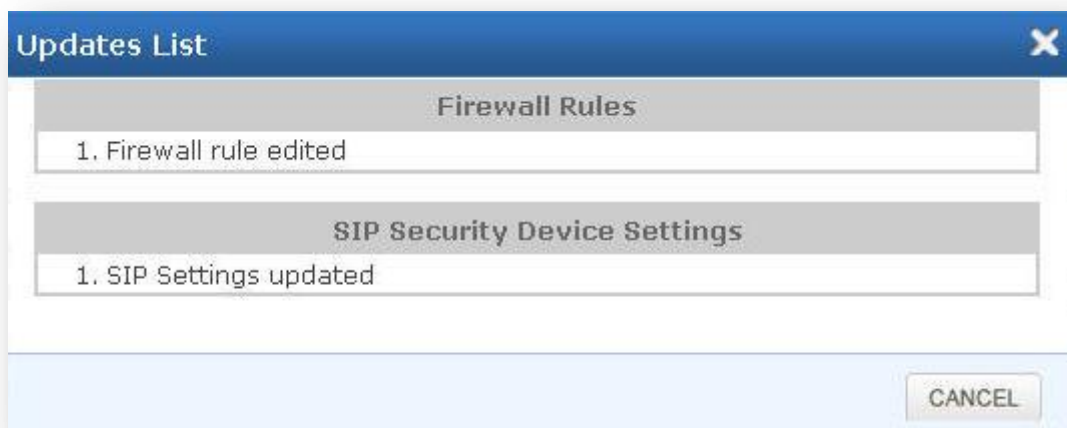 Updates List
Firewall Rules
1. Firewall rule edited
SIP Security Device Settings
1. SIP Settings updated
CANCEL